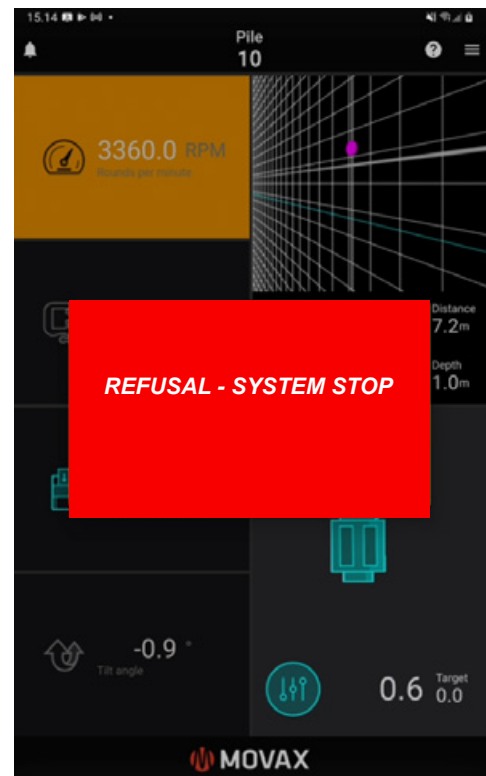 15.14
Pile
10
3360.0 RPM
Rounds per minute
Distance
7.2m
Depth
1.0m
REFUSAL - SYSTEM STOP
-0.9 °
Tilt angle
0.6
Target
0.0
MOVAX